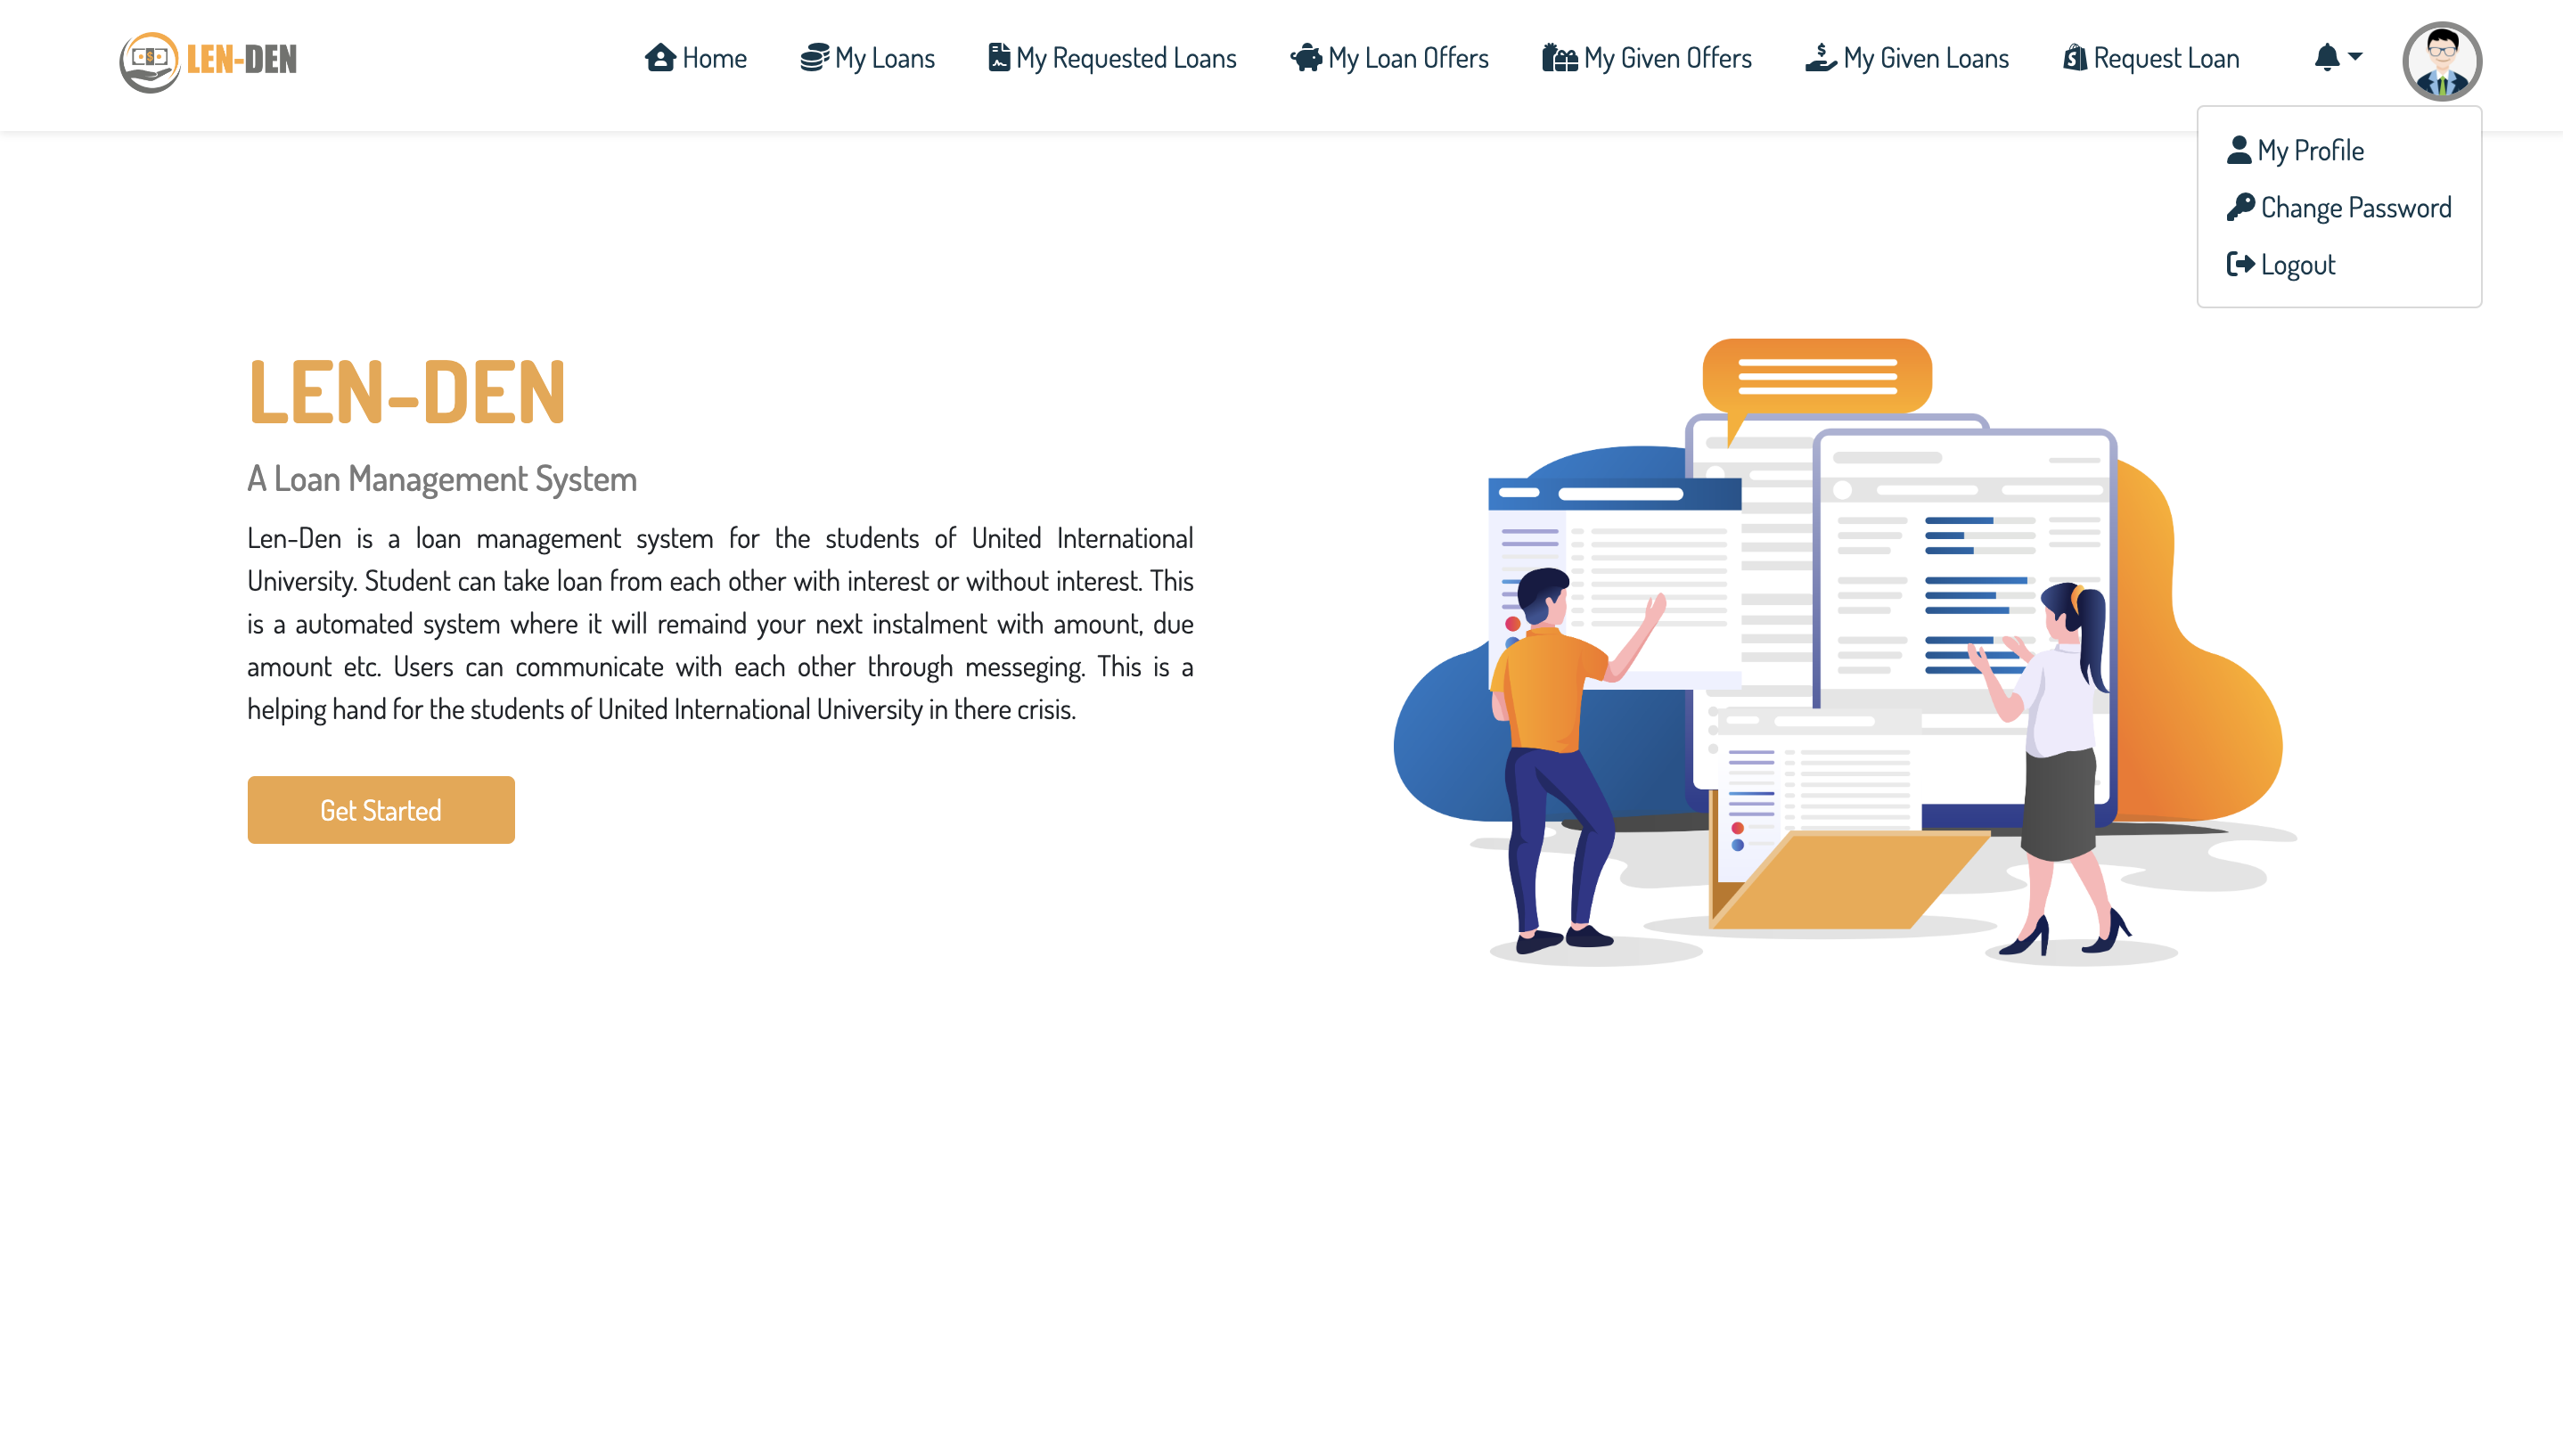 LEN-DEN
Home
My Loans
My Requested Loans
My Loan Offers
My Given Offers
My Given Loans
Request Loan
My Profile
Change Password
Logout
LEN-DEN
A Loan Management System
Len-Den is a loan management system for the students of United International
University. Student can take loan from each other with interest or without interest. This
is a automated system where it will remaind your next instalment with amount, due
amount etc. Users can communicate with each other through messeging. This is a
helping hand for the students of United International University in there crisis.
Get Started